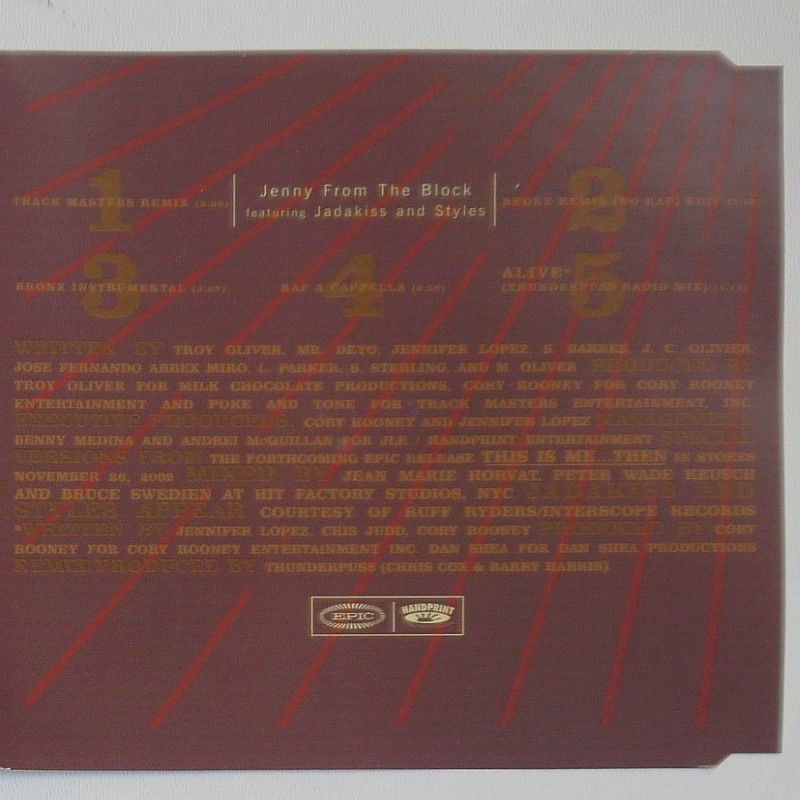 1 2
TRACK MASTERS REMIX Jenny From The Block BRONX REMIX (NO RAP) EDIT
featuring Jadakiss and Styles
3 4 5
ALIVE*
BRONX INSTRUMENTAL RAP A CAPPELLA (THUNDERPUSS RADIO MIX)
WRITTEN BY TROY OLIVER, MR. DEYO, JENNIFER LOPEZ, S. BARNES, J. C. OLIVIER,
JOSE FERNANDO ARBEX MIRO, L. PARKER, S. STERLING, AND M. OLIVER PRODUCED BY
TROY OLIVER FOR MILK CHOCOLATE PRODUCTIONS, CORY ROONEY FOR CORY ROONEY
ENTERTAINMENT AND POKE AND TONE FOR TRACK MASTERS ENTERTAINMENT, INC.
EXECUTIVE PRODUCERS: CORY ROONEY AND JENNIFER LOPEZ MANAGEMENT:
BENNY MEDINA AND ANDREI McQUILLAN FOR JLE / HANDPRINT ENTERTAINMENT SPECIAL
VERSIONS FROM THE FORTHCOMING EPIC RELEASE THIS IS ME...THEN IN STORES
NOVEMBER 26, 2002 MIXED BY JEAN MARIE HORVAT, PETER WADE KEUSCH
AND BRUCE SWEDIEN AT HIT FACTORY STUDIOS, NYC JADAKISS AND
STYLES APPEAR COURTESY OF RUFF RYDERS/INTERSCOPE RECORDS
*WRITTEN BY JENNIFER LOPEZ, CRIS JUDD, CORY ROONEY PRODUCED BY CORY
ROONEY FOR CORY ROONEY ENTERTAINMENT INC. DAN SHEA FOR DAN SHEA PRODUCTIONS
REMIX PRODUCED BY THUNDERPUSS (CHRIS COX & BARRY HARRIS)
EPIC HANDPRINT